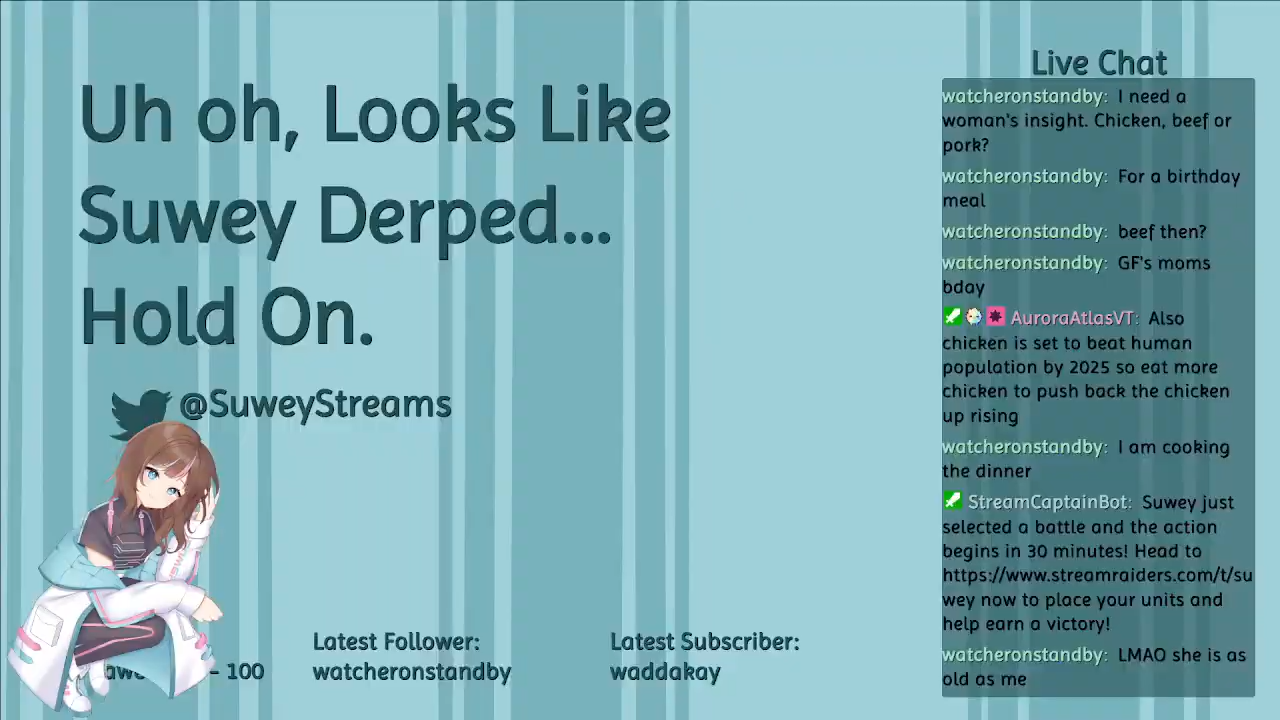 Uh oh, Looks Like
Suwey Derped...
Hold On.
@SuweyStreams
Latest Follower:
watcheronstandby
Latest Subscriber:
waddakay
- 100
Live Chat
watcheronstandby: I need a
woman's insight. Chicken, beef or
pork?
watcheronstandby: For a birthday
meal
watcheronstandby: beef then?
watcheronstandby: GF's moms
bday
AuroraAtlasVT: Also
chicken is set to beat human
population by 2025 so eat more
chicken to push back the chicken
up rising
watcheronstandby: I am cooking
the dinner
StreamCaptainBot: Suwey just
selected a battle and the action
begins in 30 minutes! Head to
https://www.streamraiders.com/t/su
wey now to place your units and
help earn a victory!
watcheronstandby: LMAO she is as
old as me